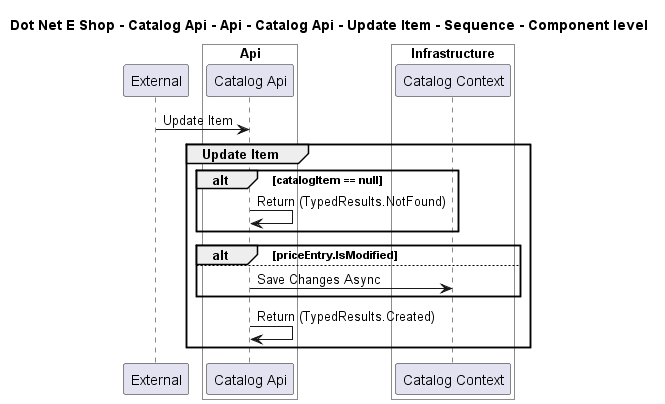 Dot Net E Shop - Catalog Api - Api - Catalog Api - Update Item - Sequence - Component level
Api
Infrastructure
External
Catalog Api
Catalog Context
Update Item
Update Item
alt
[catalogItem == null]
Return (TypedResults.NotFound)
alt
[priceEntry.IsModified]
Save Changes Async
Return (TypedResults.Created)
External
Catalog Api
Catalog Context